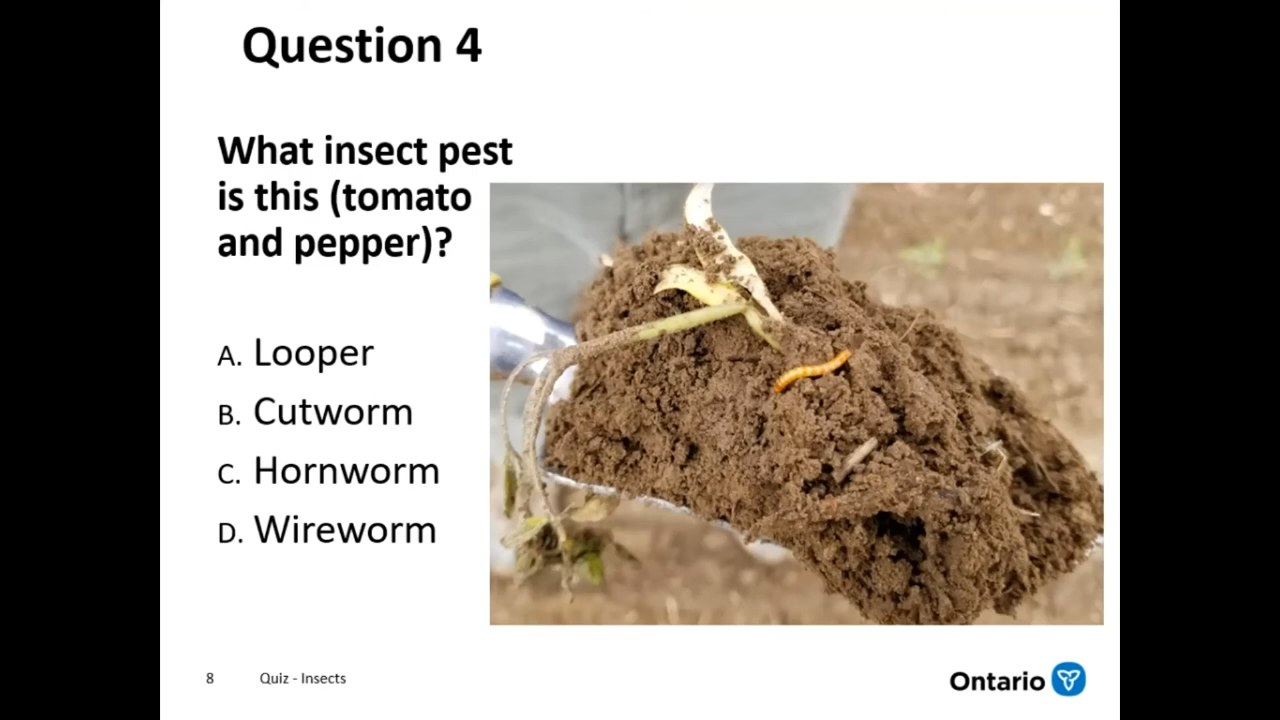 Question 4
What insect pest
is this (tomato
and pepper)?
A. Looper
B. Cutworm
C. Hornworm
D. Wireworm
8 Quiz - Insects
Ontario